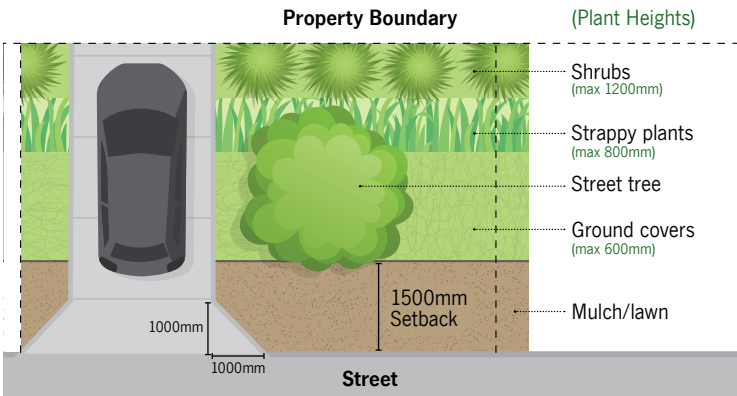 Property Boundary
(Plant Heights)
Shrubs
(max 1200mm)
Strappy plants
(max 800mm)
Street tree
Ground covers
(max 600mm)
1500mm
Setback
Mulch/lawn
1000mm
1000mm
Street